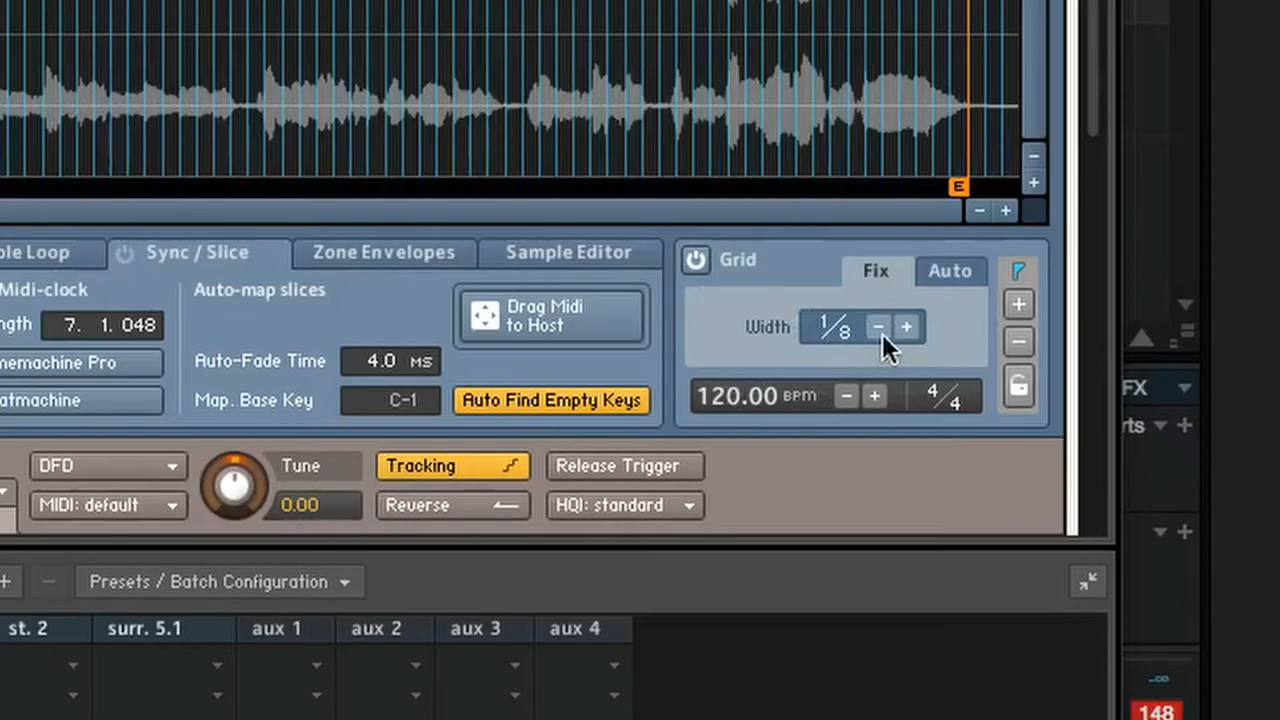 E
ple Loop
Sync / Slice
Zone Envelopes
Sample Editor
Grid
Fix
Auto
Midi-clock
Auto-map slices
Drag Midi
to Host
ngth 7. 1. 048
Width 1/8 - +
memachine Pro
Auto-Fade Time 4.0 MS
atmachine
Map. Base Key C-1
Auto Find Empty Keys
120.00 BPM - + 4/4
FX
rts
DFD
Tune
Tracking
Release Trigger
MIDI: default
0.00
Reverse
HQI: standard
Presets / Batch Configuration
st. 2
surr. 5.1
aux 1
aux 2
aux 3
aux 4
-∞
148